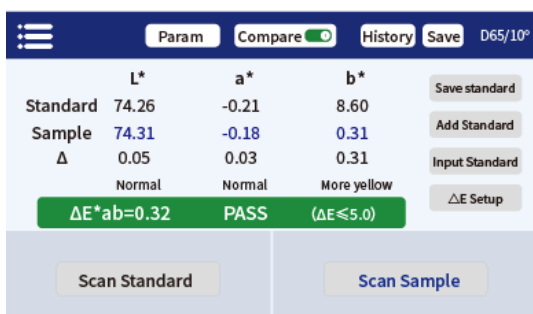 Param Compare History Save D65/10°
L* a* b*
Standard 74.26 -0.21 8.60
Sample 74.31 -0.18 0.31
Δ 0.05 0.03 0.31
Normal Normal More yellow
ΔE*ab=0.32 PASS (ΔE≤5.0)
Save standard
Add Standard
Input Standard
△E Setup
Scan Standard Scan Sample